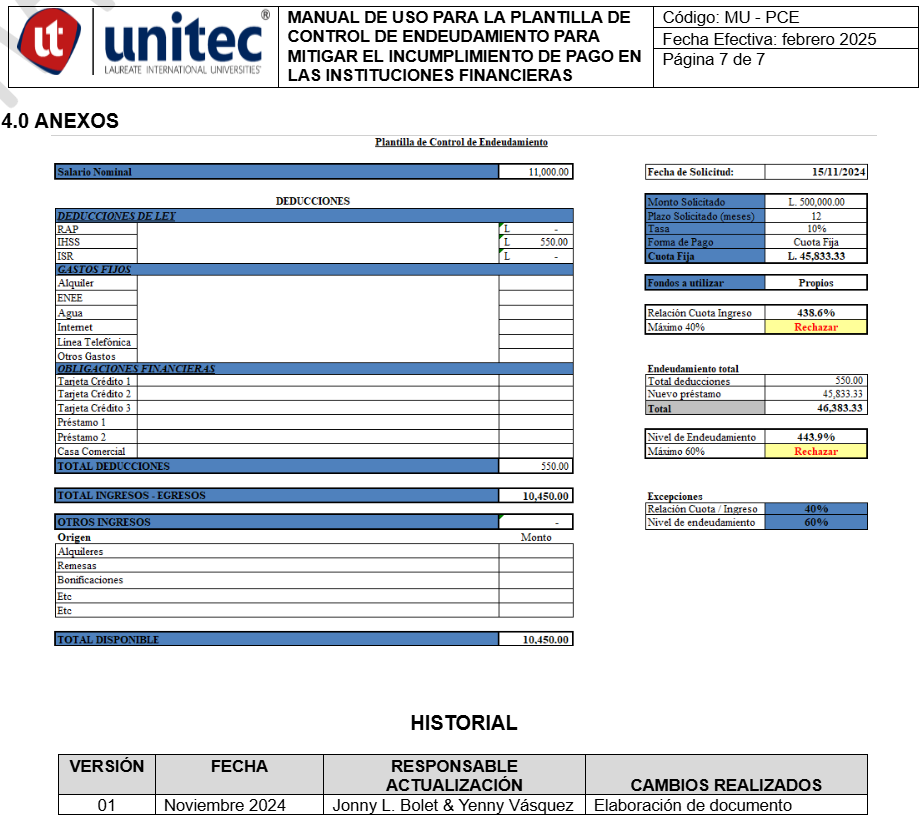 ut unitec®
LAUREATE INTERNATIONAL UNIVERSITIES
MANUAL DE USO PARA LA PLANTILLA DE
CONTROL DE ENDEUDAMIENTO PARA
MITIGAR EL INCUMPLIMIENTO DE PAGO EN
LAS INSTITUCIONES FINANCIERAS
Código: MU - PCE
Fecha Efectiva: febrero 2025
Página 7 de 7
4.0 ANEXOS
Plantilla de Control de Endeudamiento
Salario Nominal 11,000.00
DEDUCCIONES
DEDUCCIONES DE LEY
RAP L -
IHSS L 550.00
ISR L -
GASTOS FIJOS
Alquiler
ENEE
Agua
Internet
Linea Telefónica
Otros Gastos
OBLIGACIONES FINANCIERAS
Tarjeta Crédito 1
Tarjeta Crédito 2
Tarjeta Crédito 3
Préstamo 1
Préstamo 2
Casa Comercial
TOTAL DEDUCCIONES 550.00
TOTAL INGRESOS - EGRESOS 10,450.00
OTROS INGRESOS -
Origen Monto
Alquileres
Remesas
Bonificaciones
Etc
Etc
TOTAL DISPONIBLE 10,450.00
Fecha de Solicitud: 15/11/2024
Monto Solicitado L. 500,000.00
Plazo Solicitado (meses) 12
Tasa 10%
Forma de Pago Cuota Fija
Cuota Fija L. 45,833.33
Fondos a utilizar Propios
Relación Cuota Ingreso 438.6%
Máximo 40% Rechazar
Endeudamiento total
Total deducciones 550.00
Nuevo préstamo 45,833.33
Total 46,383.33
Nivel de Endeudamiento 443.9%
Máximo 60% Rechazar
Excepciones
Relación Cuota / Ingreso 40%
Nivel de endeudamiento 60%
HISTORIAL
VERSIÓN FECHA RESPONSABLE ACTUALIZACIÓN CAMBIOS REALIZADOS
01 Noviembre 2024 Jonny L. Bolet & Yenny Vásquez Elaboración de documento